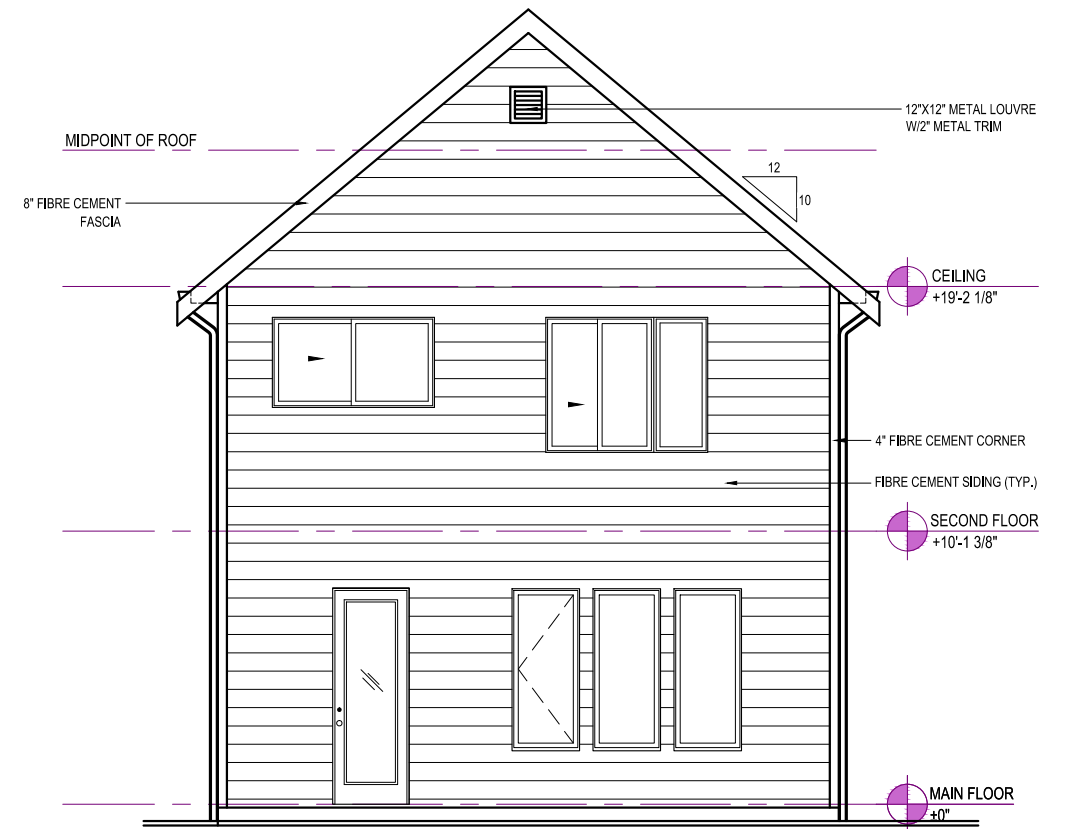 12"X12" METAL LOUVRE
W/2" METAL TRIM
MIDPOINT OF ROOF
12
10
8" FIBRE CEMENT
FASCIA
CEILING
+19'-2 1/8"
4" FIBRE CEMENT CORNER
FIBRE CEMENT SIDING (TYP.)
SECOND FLOOR
+10'-1 3/8"
MAIN FLOOR
+0"